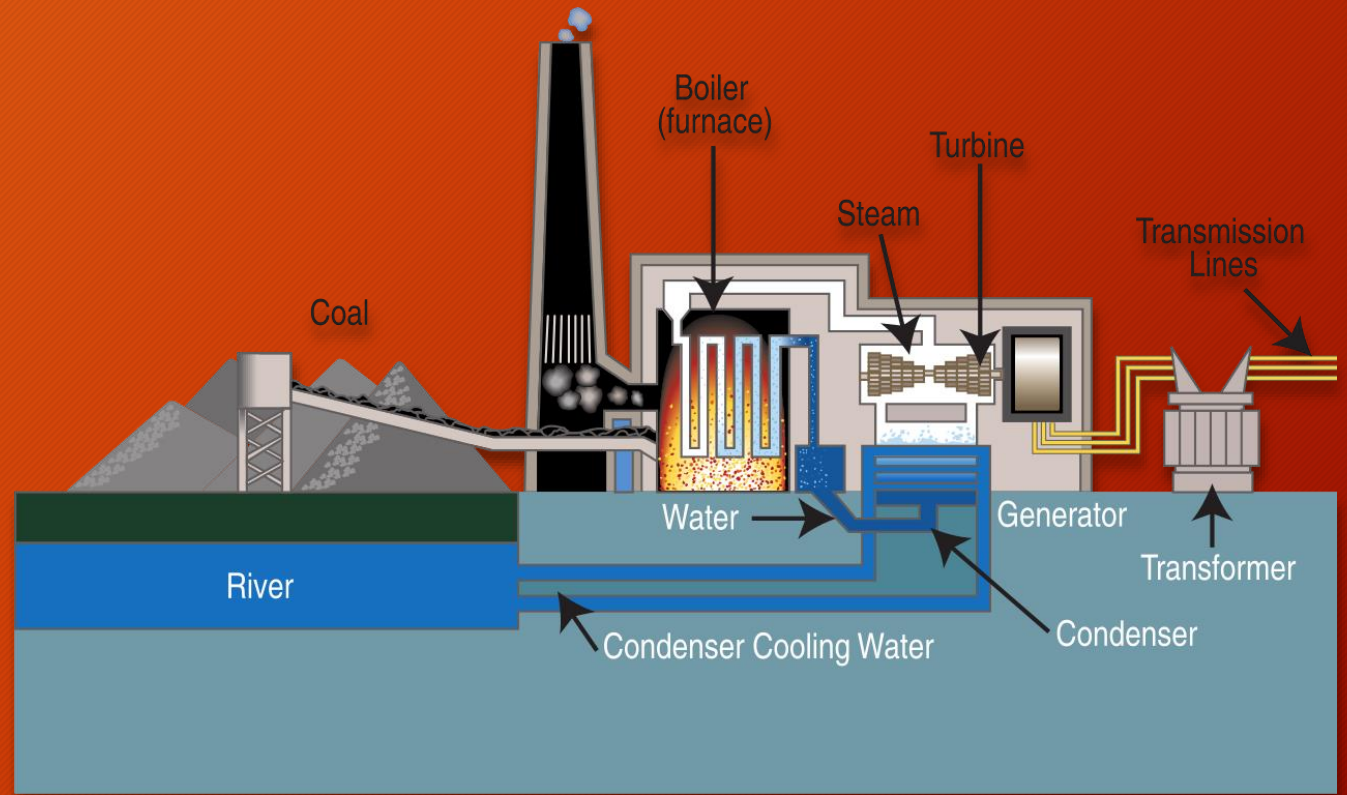 Boiler
(furnace)
Turbine
Steam
Transmission
Lines
Coal
Water
Generator
Transformer
River
Condenser
Condenser Cooling Water